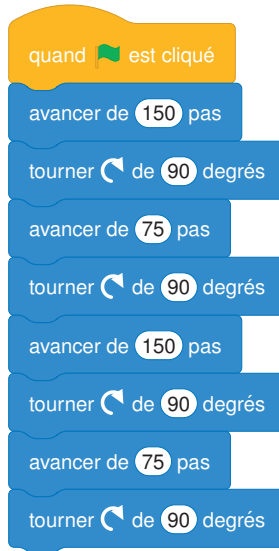 quand est cliqué
avancer de 150 pas
tourner de 90 degrés
avancer de 75 pas
tourner de 90 degrés
avancer de 150 pas
tourner de 90 degrés
avancer de 75 pas
tourner de 90 degrés